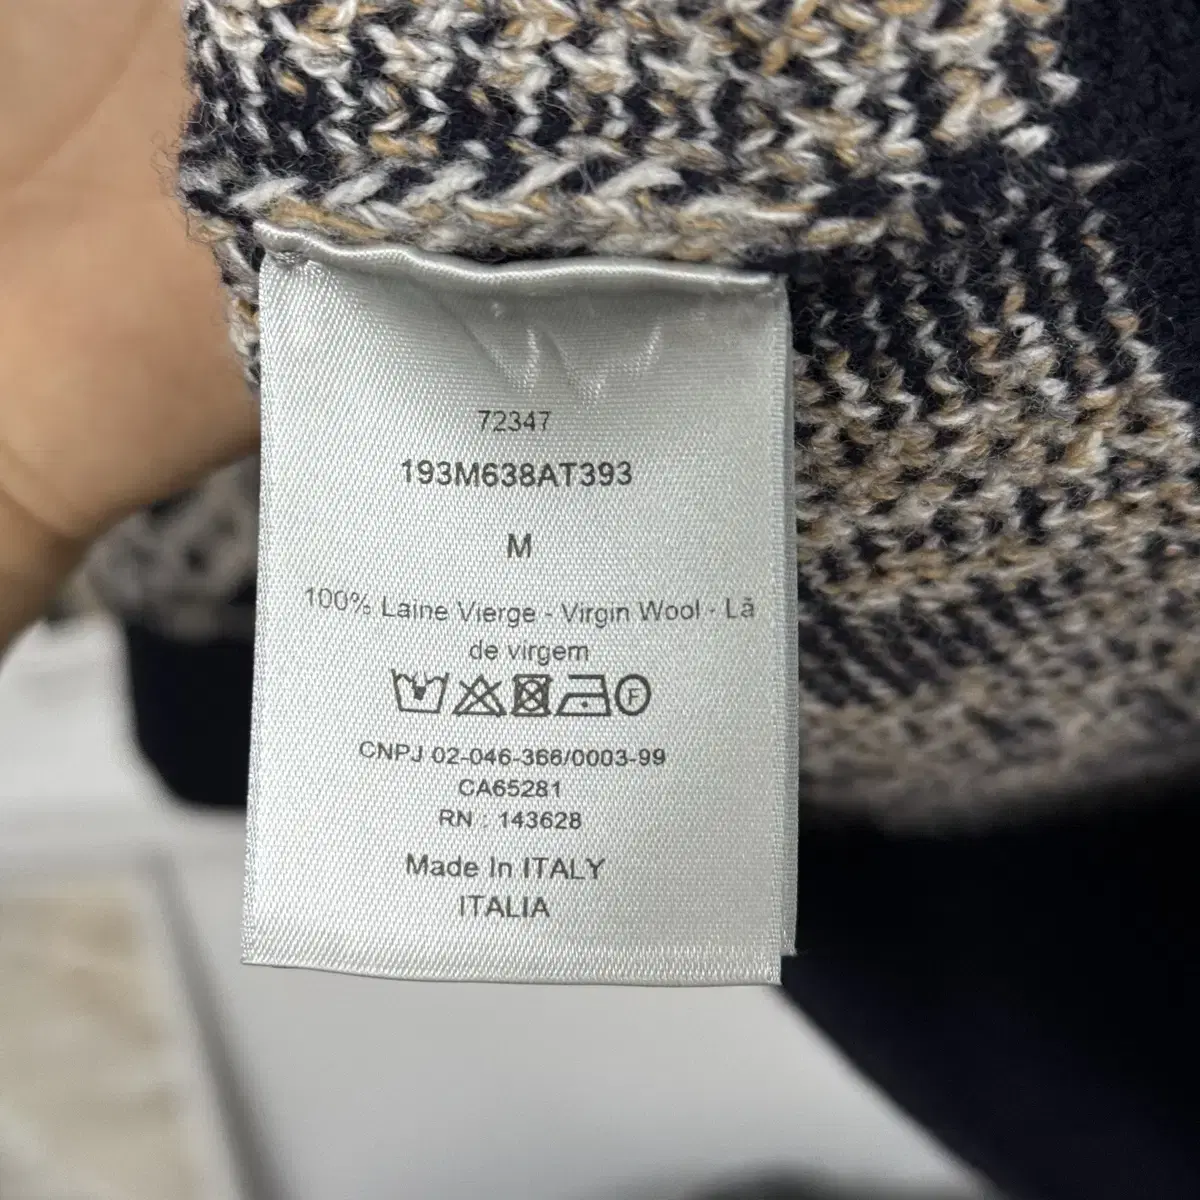 72347
193M638AT393
M
100% Laine Vierge - Virgin Wool - Lã
de virgem
F
CNPJ 02-046-366/0003-99
CA65281
RN : 143628
Made In ITALY
ITALIA